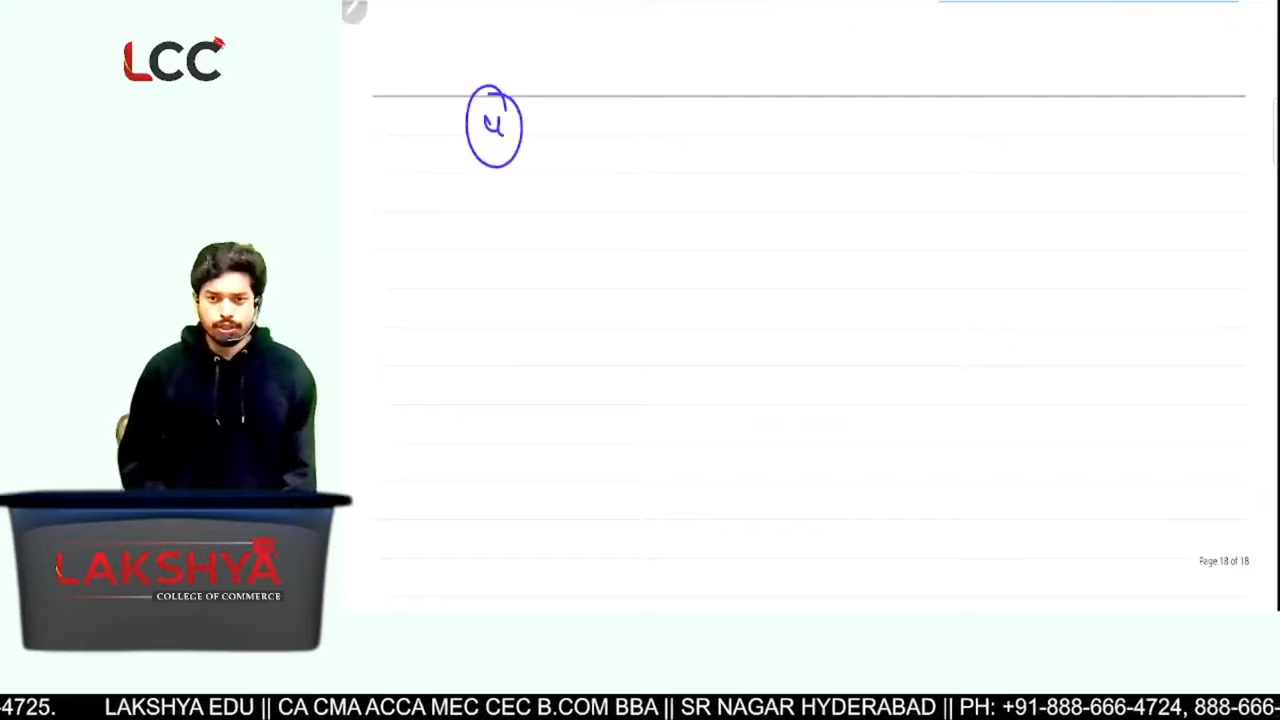 LCC
4
Page 18 of 18
LAKSHYA
COLLEGE OF COMMERCE
-4725. LAKSHYA EDU || CA CMA ACCA MEC CEC B.COM BBA || SR NAGAR HYDERABAD || PH: +91-888-666-4724, 888-666-